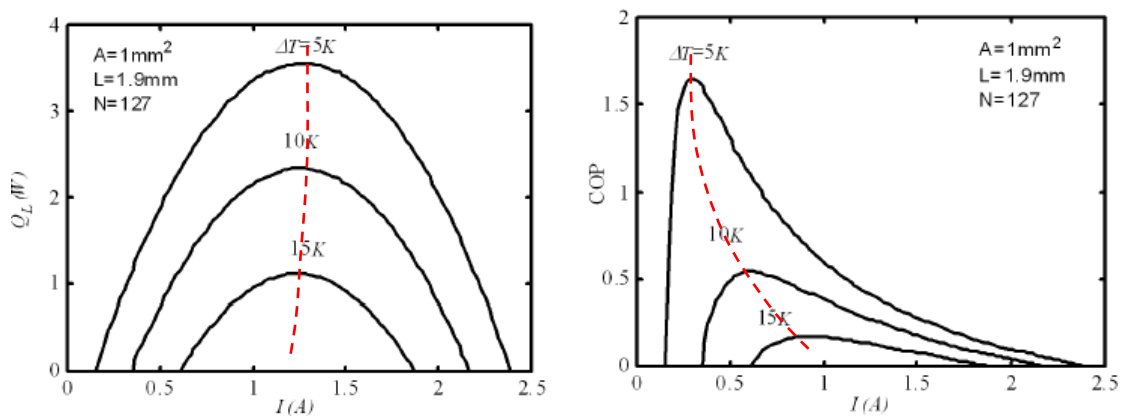 4
3
2
1
0
Q_L (W)
A=1mm²
L=1.9mm
N=127
ΔT=5K
10K
15K
0
0.5
1
1.5
2
2.5
I (A)
2
1.5
1
0.5
0
COP
ΔT=5K
A=1mm²
L=1.9mm
N=127
10K
15K
0
0.5
1
1.5
2
2.5
I (A)